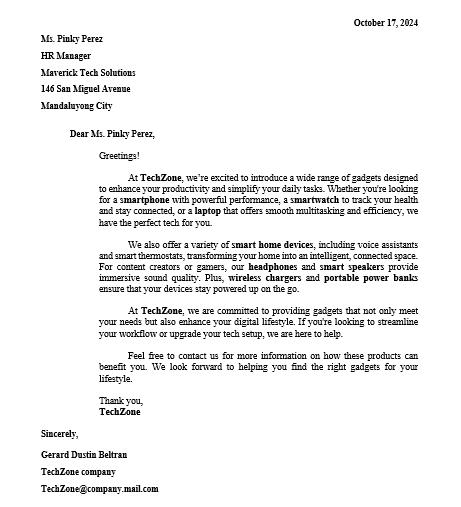 October 17, 2024
Ms. Pinky Perez
HR Manager
Maverick Tech Solutions
146 San Miguel Avenue
Mandaluyong City
Dear Ms. Pinky Perez,
Greetings!
At TechZone, we're excited to introduce a wide range of gadgets designed
to enhance your productivity and simplify your daily tasks. Whether you're looking
for a smartphone with powerful performance, a smartwatch to track your health
and stay connected, or a laptop that offers smooth multitasking and efficiency, we
have the perfect tech for you.
We also offer a variety of smart home devices, including voice assistants
and smart thermostats, transforming your home into an intelligent, connected space.
For content creators or gamers, our headphones and smart speakers provide
immersive sound quality. Plus, wireless chargers and portable power banks
ensure that your devices stay powered up on the go.
At TechZone, we are committed to providing gadgets that not only meet
your needs but also enhance your digital lifestyle. If you're looking to streamline
your workflow or upgrade your tech setup, we are here to help.
Feel free to contact us for more information on how these products can
benefit you. We look forward to helping you find the right gadgets for your
lifestyle.
Thank you,
TechZone
Sincerely,
Gerard Dustin Beltran
TechZone company
TechZone@company.mail.com